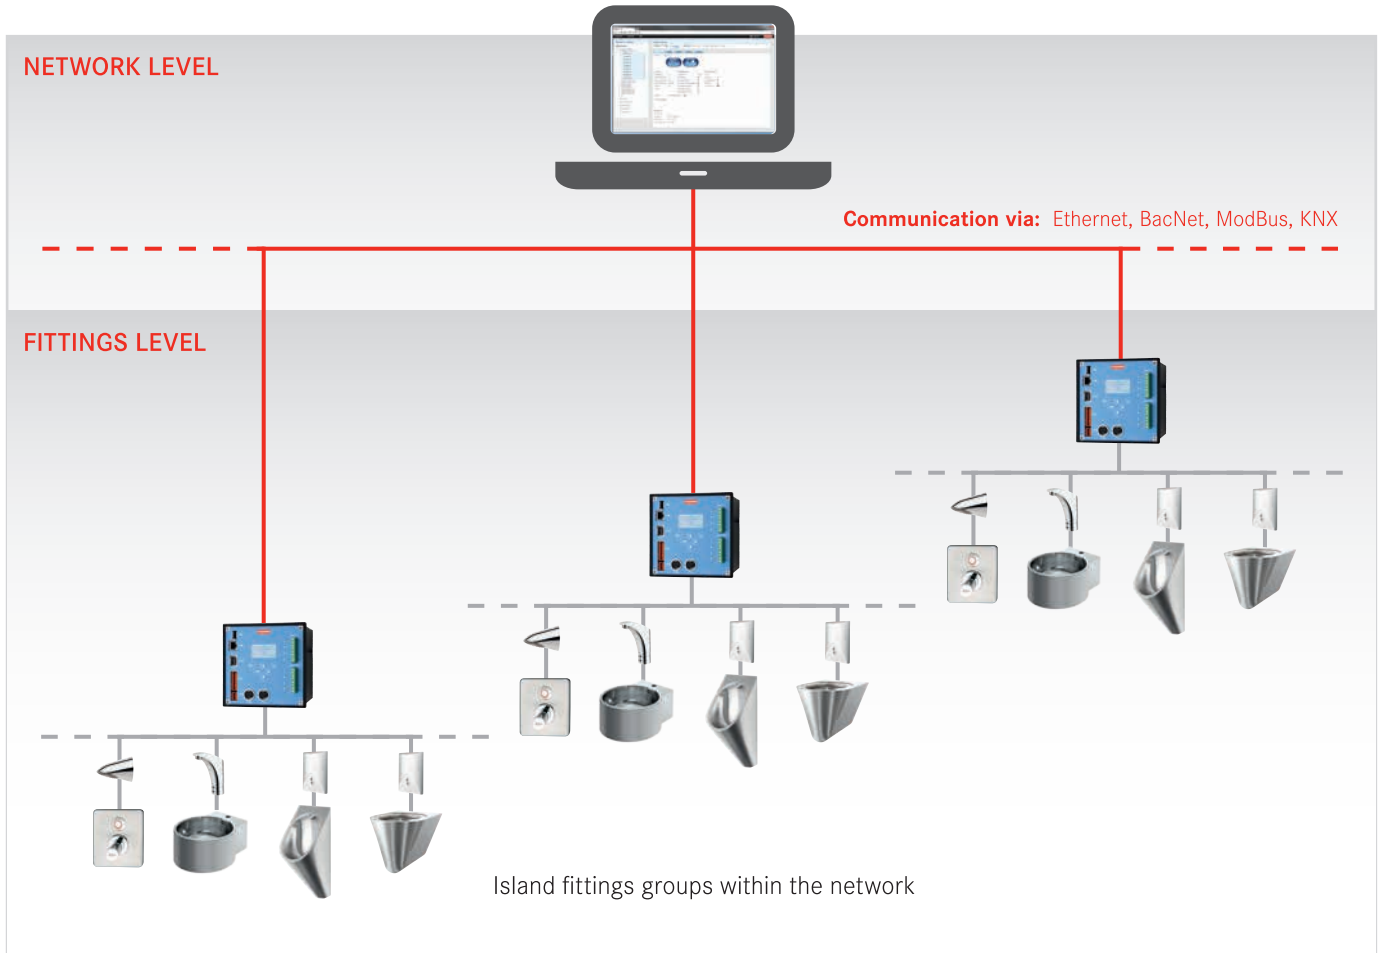 NETWORK LEVEL
Communication via: Ethernet, BacNet, ModBus, KNX
FITTINGS LEVEL
Island fittings groups within the network